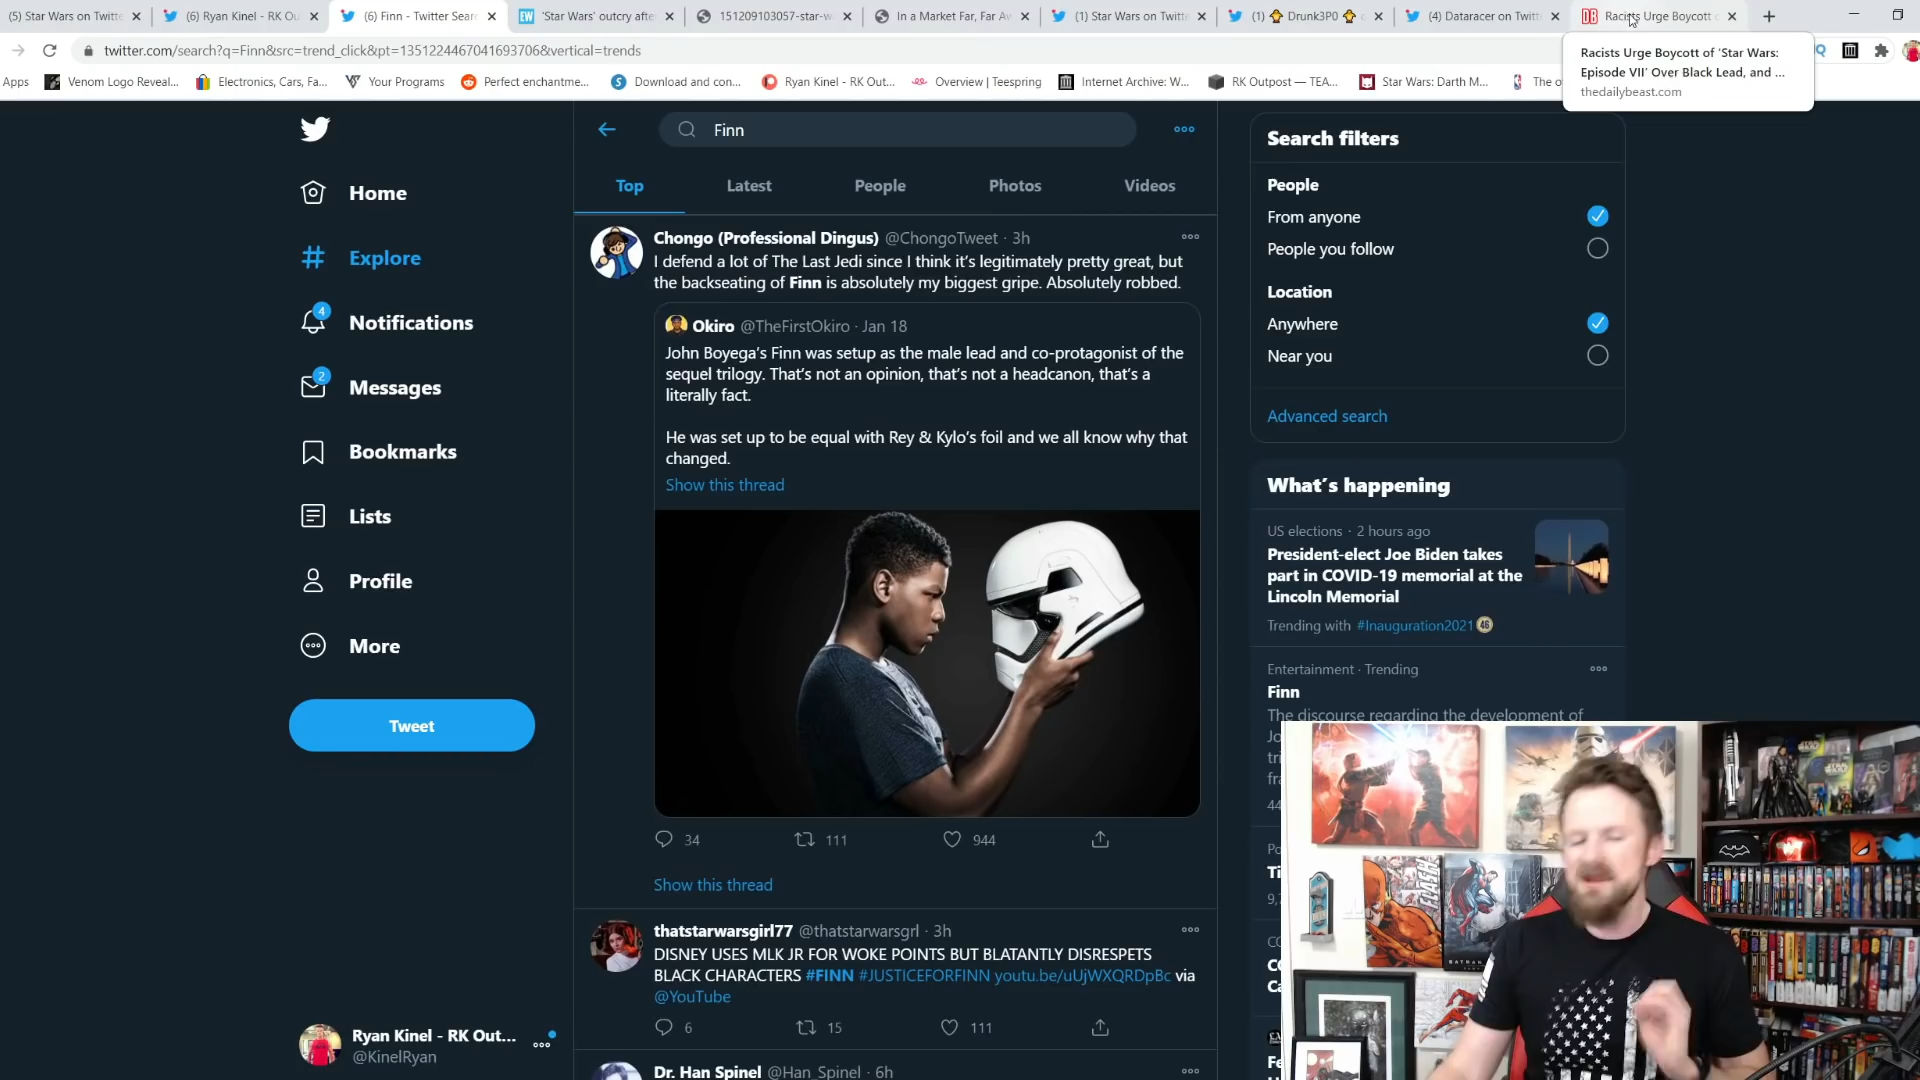 (5) Star Wars on Twitte
(6) Ryan Kinel - RK Ou
(6) Finn - Twitter Sear
'Star Wars' outcry afte
151209103057-star-w
In a Market Far, Far Aw
(1) Star Wars on Twitt
(1) Drunk3P0
(4) Dataracer on Twitt
Racists Urge Boycott
twitter.com/search?q=Finn&src=trend_click&pt=1351224467041693706&vertical=trends
Racists Urge Boycott of 'Star Wars:
Episode VII' Over Black Lead, and ...
thedailybeast.com
Apps
Venom Logo Reveal...
Electronics, Cars, Fa...
Your Programs
Perfect enchantme...
Download and con...
Ryan Kinel - RK Out...
Overview | Teespring
Internet Archive: W...
RK Outpost — TEA...
Star Wars: Darth M...
The o
Home
Explore
4
Notifications
2
Messages
Bookmarks
Lists
Profile
More
Tweet
Ryan Kinel - RK Out...
@KinelRyan
Finn
Top
Latest
People
Photos
Videos
Chongo (Professional Dingus) @ChongoTweet · 3h
I defend a lot of The Last Jedi since I think it's legitimately pretty great, but
the backseating of Finn is absolutely my biggest gripe. Absolutely robbed.
Okiro @TheFirstOkiro · Jan 18
John Boyega's Finn was setup as the male lead and co-protagonist of the
sequel trilogy. That's not an opinion, that's not a headcanon, that's a
literally fact.
He was set up to be equal with Rey & Kylo's foil and we all know why that
changed.
Show this thread
34
111
944
Show this thread
thatstarwarsgirl77 @thatstarwarsgrl · 3h
DISNEY USES MLK JR FOR WOKE POINTS BUT BLATANTLY DISRESPETS
BLACK CHARACTERS #FINN #JUSTICEFORFINN youtu.be/uUjWXQRDpBc via
@YouTube
6
15
111
Dr. Han Spinel @Han_Spinel · 6h
Search filters
People
From anyone
People you follow
Location
Anywhere
Near you
Advanced search
What's happening
US elections · 2 hours ago
President-elect Joe Biden takes
part in COVID-19 memorial at the
Lincoln Memorial
Trending with #Inauguration2021 46
Entertainment · Trending
Finn
The discourse regarding the development of